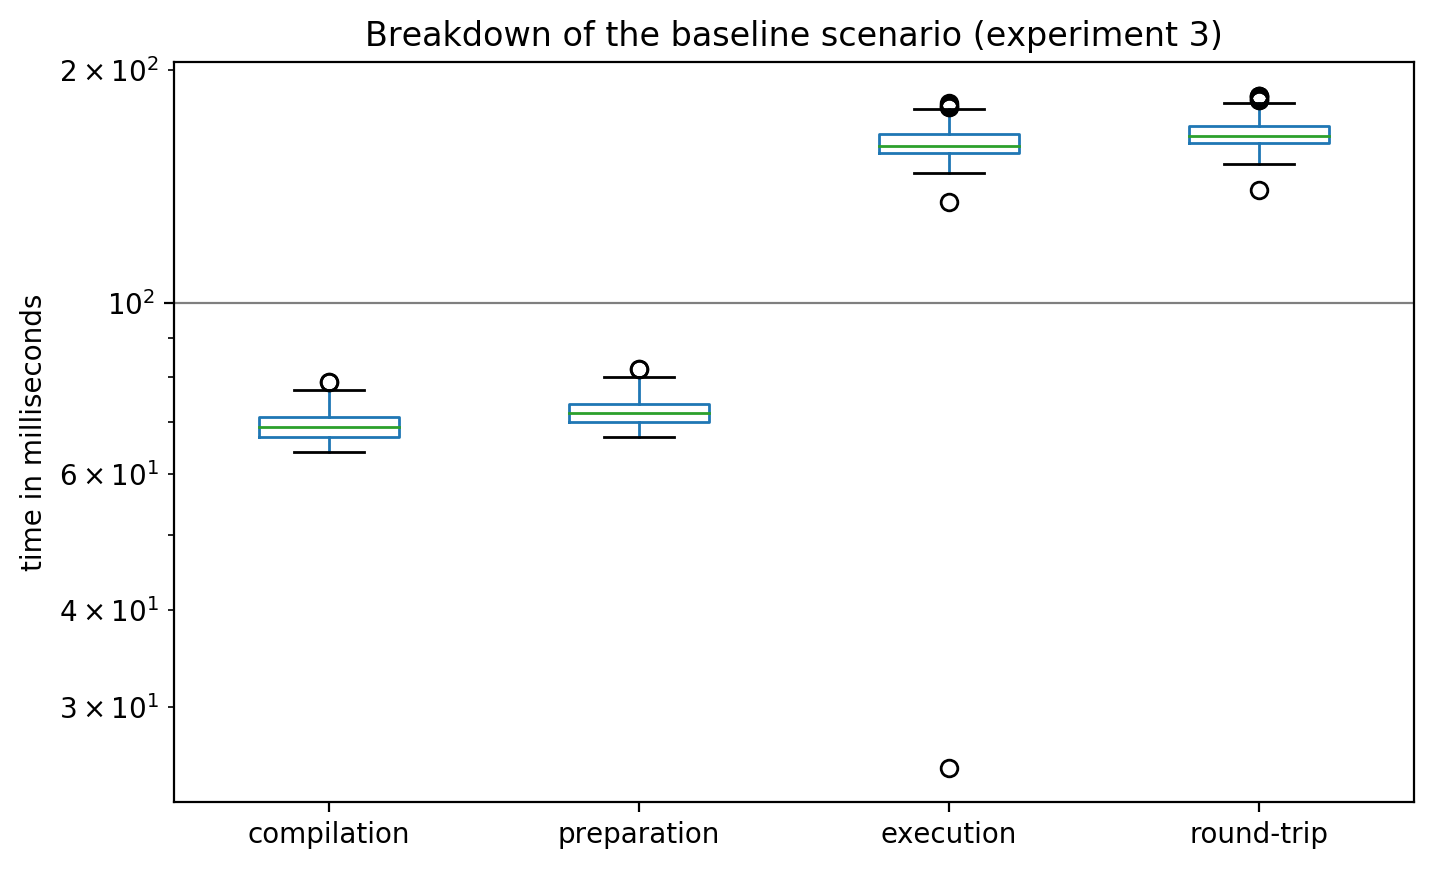 Breakdown of the baseline scenario (experiment 3)
time in milliseconds
2 × 10²
10²
6 × 10¹
4 × 10¹
3 × 10¹
compilation preparation execution round-trip